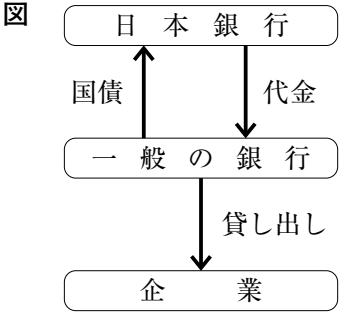 図
日本銀行
国債
代金
一般の銀行
貸し出し
企業